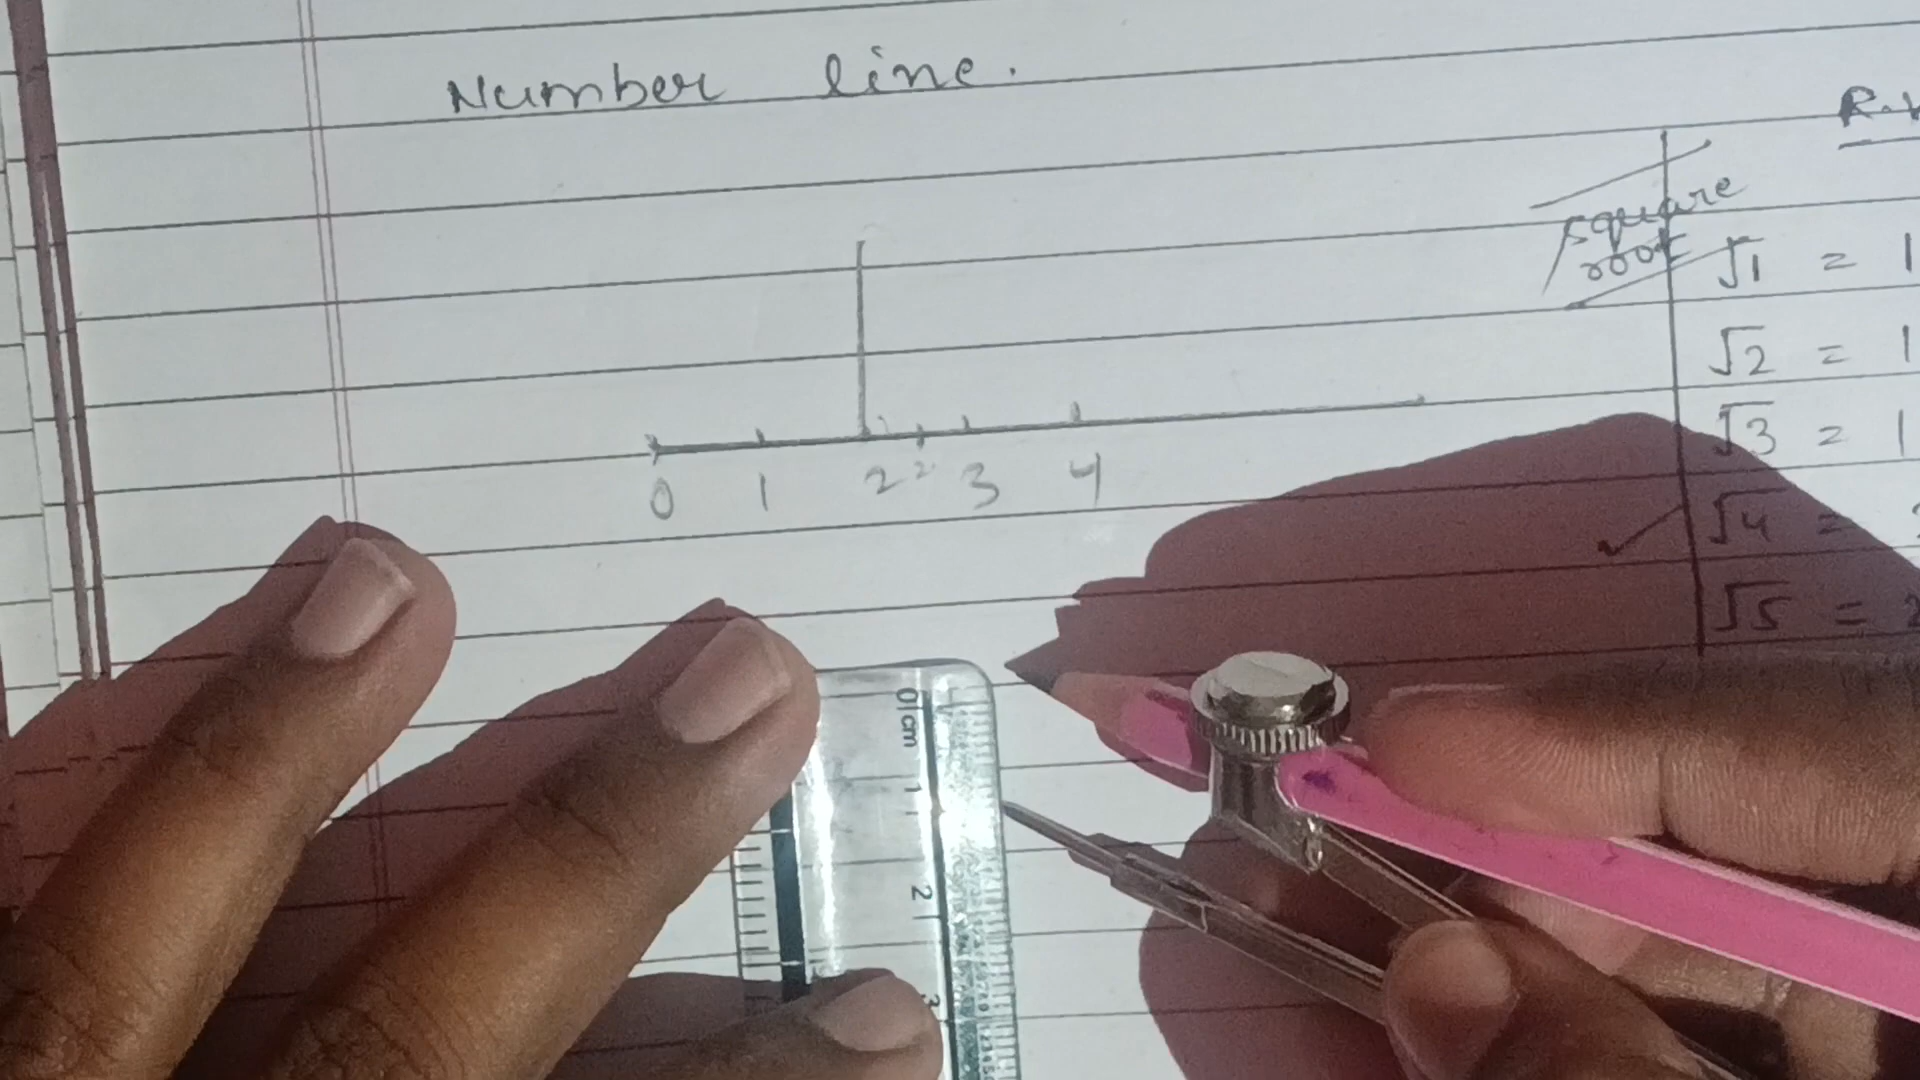 Number line.
square
root
√1 = 1
√2 = 1
√3 = 1
√4 =
√5 = 2
0 1 2 3 4
0 cm 1 2 3